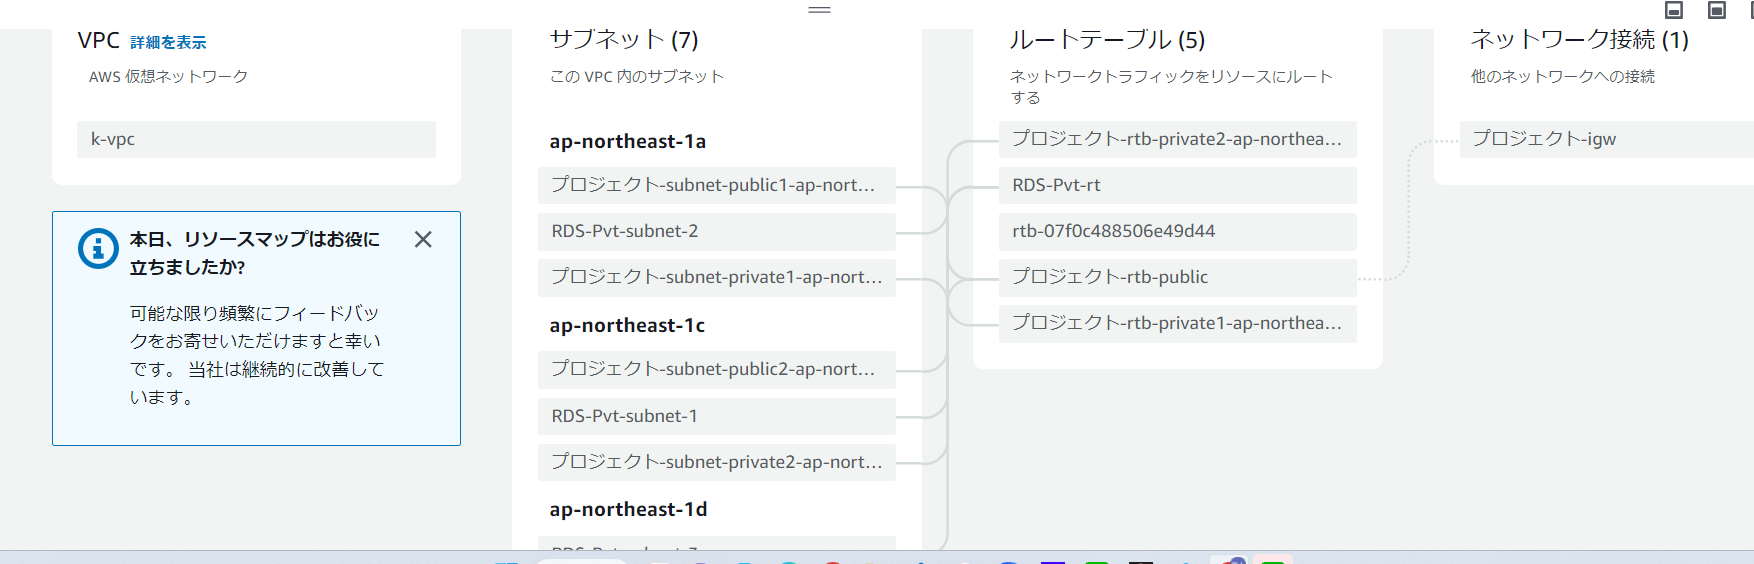 VPC 詳細を表示
AWS 仮想ネットワーク
k-vpc
本日、リソースマップはお役に
立ちましたか?
可能な限り頻繁にフィードバッ
クをお寄せいただけますと幸い
です。 当社は継続的に改善して
います。
サブネット (7)
この VPC 内のサブネット
ap-northeast-1a
プロジェクト-subnet-public1-ap-nort...
RDS-Pvt-subnet-2
プロジェクト-subnet-private1-ap-nort...
ap-northeast-1c
プロジェクト-subnet-public2-ap-nort...
RDS-Pvt-subnet-1
プロジェクト-subnet-private2-ap-nort...
ap-northeast-1d
ルートテーブル (5)
ネットワークトラフィックをリソースにルート
する
プロジェクト-rtb-private2-ap-northea...
RDS-Pvt-rt
rtb-07f0c488506e49d44
プロジェクト-rtb-public
プロジェクト-rtb-private1-ap-northea...
ネットワーク接続 (1)
他のネットワークへの接続
プロジェクト-igw